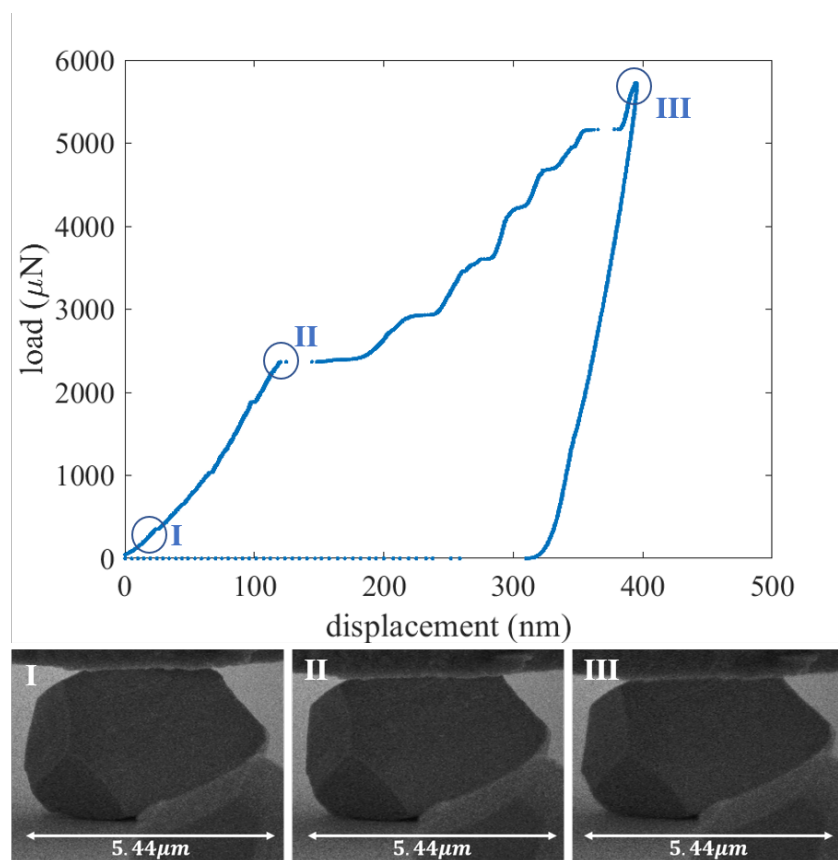 6000
5000
4000
3000
2000
1000
0
load (μN)
III
II
I
0 100 200 300 400 500
displacement (nm)
I II III
5.44μm 5.44μm 5.44μm